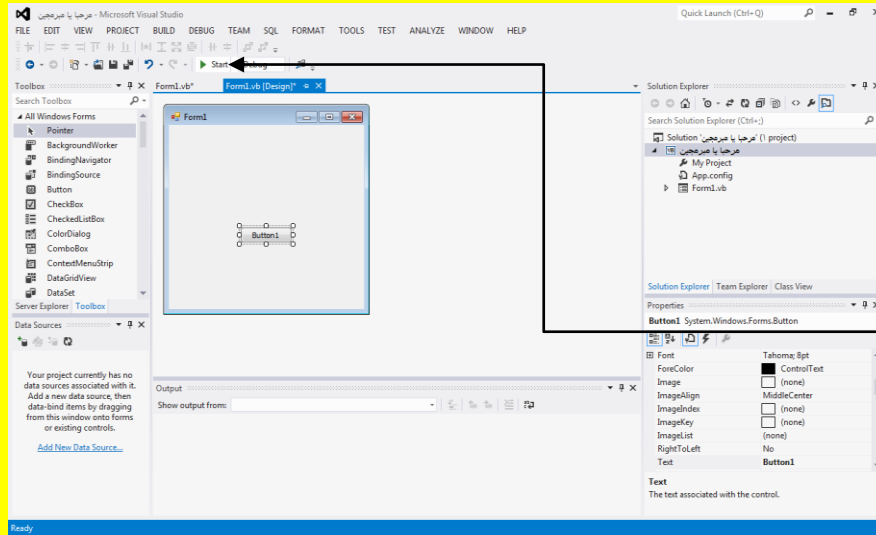 مرحبا يا مبرمجين - Microsoft Visual Studio
Quick Launch (Ctrl+Q)
FILE EDIT VIEW PROJECT BUILD DEBUG TEAM SQL FORMAT TOOLS TEST ANALYZE WINDOW HELP
Start Debug
Toolbox
Search Toolbox
All Windows Forms
Pointer
BackgroundWorker
BindingNavigator
BindingSource
Button
CheckBox
CheckedListBox
ColorDialog
ComboBox
ContextMenuStrip
DataGridView
DataSet
Server Explorer Toolbox
Data Sources
Your project currently has no
data sources associated with it.
Add a new data source, then
data-bind items by dragging
from this window onto forms
or existing controls.
Add New Data Source...
Form1.vb* Form1.vb [Design]*
Form1
Button1
Output
Show output from:
Solution Explorer
Search Solution Explorer (Ctrl+;)
Solution 'مرحبا يا مبرمجين' (1 project)
مرحبا يا مبرمجين
My Project
App.config
Form1.vb
Solution Explorer Team Explorer Class View
Properties
Button1 System.Windows.Forms.Button
Font Tahoma; 8pt
ForeColor ControlText
Image (none)
ImageAlign MiddleCenter
ImageIndex (none)
ImageKey (none)
ImageList (none)
RightToLeft No
Text Button1
Text
The text associated with the control.
Ready